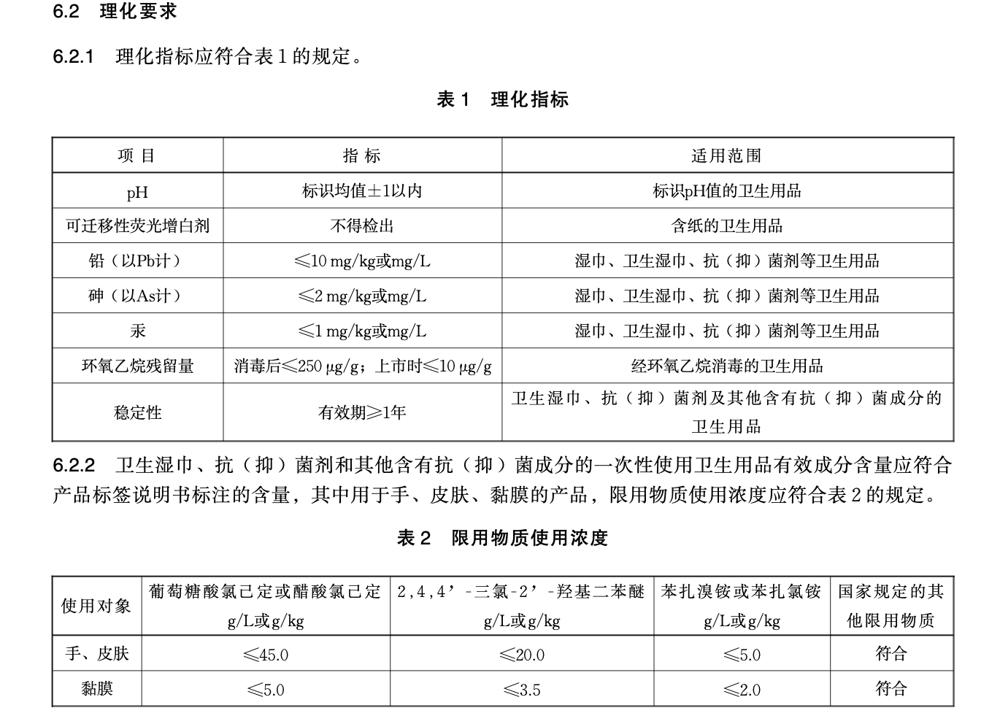 6.2 理化要求
6.2.1 理化指标应符合表1的规定。
表1 理化指标
项目 指标 适用范围
pH 标识均值±1以内 标识pH值的卫生用品
可迁移性荧光增白剂 不得检出 含纸的卫生用品
铅（以Pb计） ≤10 mg/kg或mg/L 湿巾、卫生湿巾、抗（抑）菌剂等卫生用品
砷（以As计） ≤2 mg/kg或mg/L 湿巾、卫生湿巾、抗（抑）菌剂等卫生用品
汞 ≤1 mg/kg或mg/L 湿巾、卫生湿巾、抗（抑）菌剂等卫生用品
环氧乙烷残留量 消毒后≤250 μg/g；上市时≤10 μg/g 经环氧乙烷消毒的卫生用品
稳定性 有效期≥1年 卫生湿巾、抗（抑）菌剂及其他含有抗（抑）菌成分的
卫生用品
6.2.2 卫生湿巾、抗（抑）菌剂和其他含有抗（抑）菌成分的一次性使用卫生用品有效成分含量应符合
产品标签说明书标注的含量，其中用于手、皮肤、黏膜的产品，限用物质使用浓度应符合表2的规定。
表2 限用物质使用浓度
使用对象 葡萄糖酸氯己定或醋酸氯己定 2,4,4’-三氯-2’-羟基二苯醚 苯扎溴铵或苯扎氯铵 国家规定的其
g/L或g/kg g/L或g/kg g/L或g/kg 他限用物质
手、皮肤 ≤45.0 ≤20.0 ≤5.0 符合
黏膜 ≤5.0 ≤3.5 ≤2.0 符合